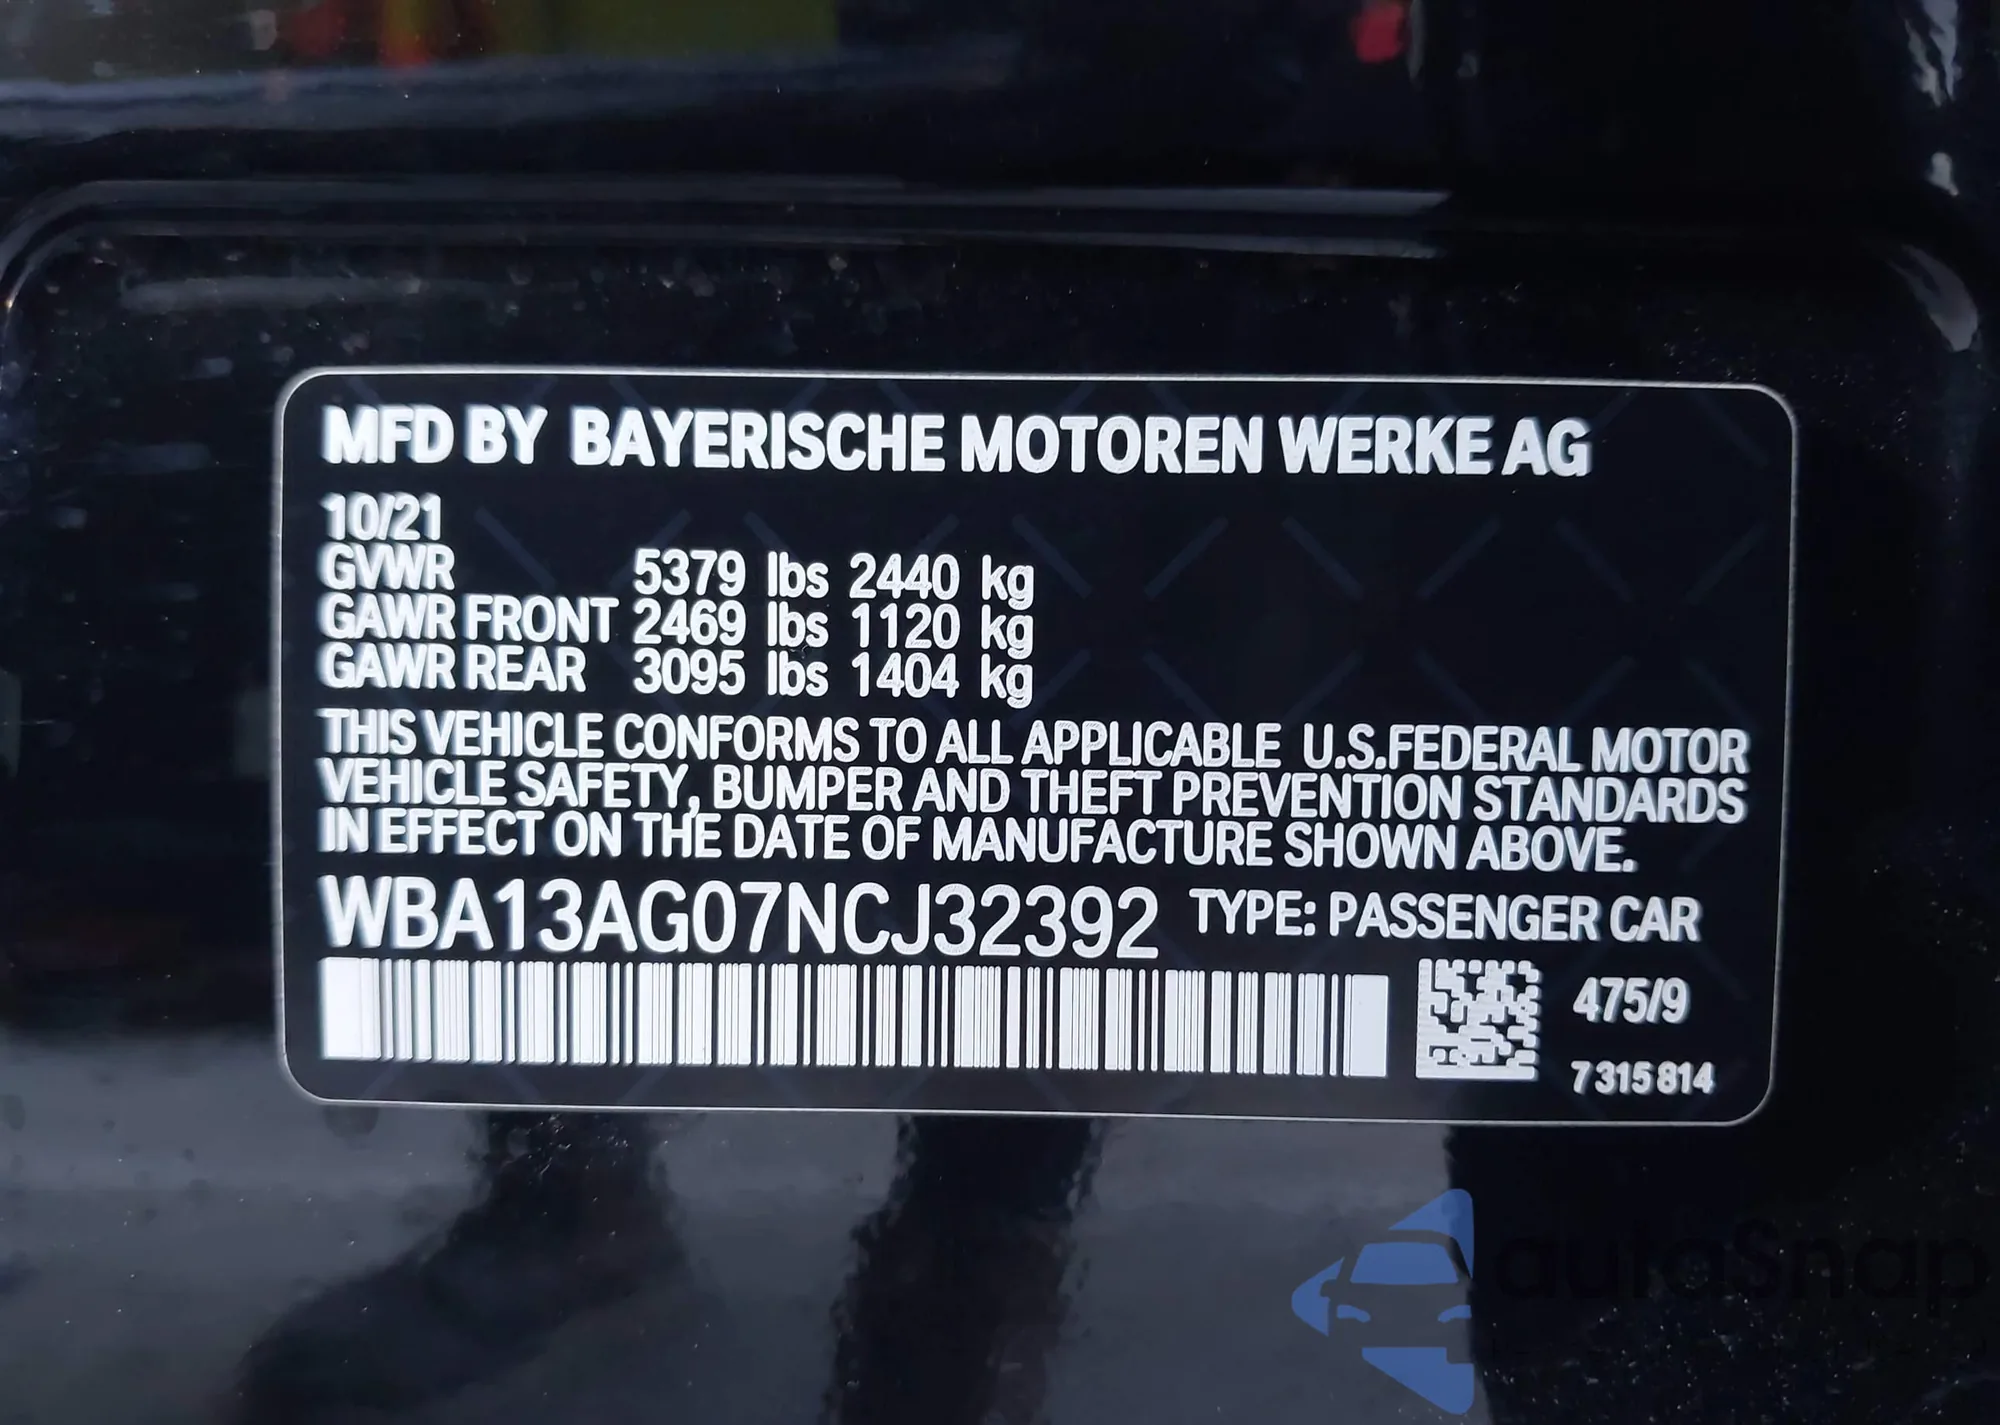 MFD BY BAYERISCHE MOTOREN WERKE AG
10/21
GVWR 5379 lbs 2440 kg
GAWR FRONT 2469 lbs 1120 kg
GAWR REAR 3095 lbs 1404 kg
THIS VEHICLE CONFORMS TO ALL APPLICABLE U.S.FEDERAL MOTOR
VEHICLE SAFETY, BUMPER AND THEFT PREVENTION STANDARDS
IN EFFECT ON THE DATE OF MANUFACTURE SHOWN ABOVE.
WBA13AG07NCJ32392 TYPE: PASSENGER CAR
475/9
7 315 814